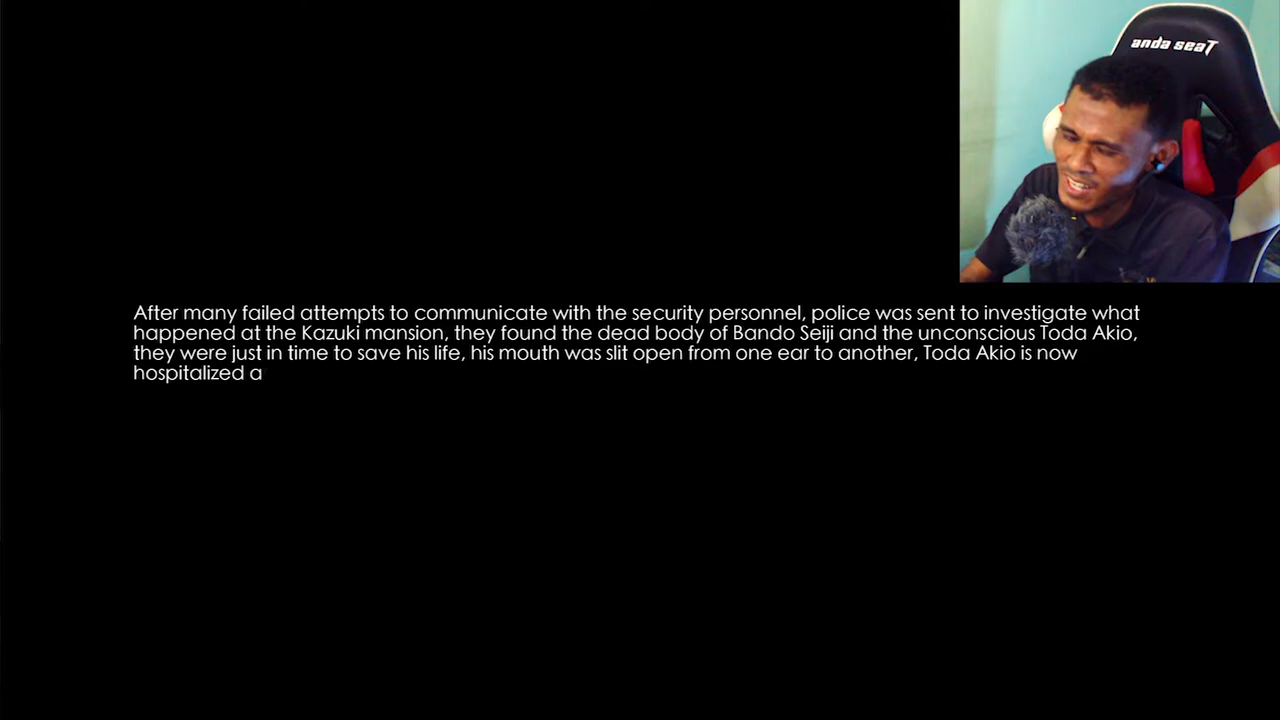 anda seaT
After many failed attempts to communicate with the security personnel, police was sent to investigate what
happened at the Kazuki mansion, they found the dead body of Bando Seiji and the unconscious Toda Akio,
they were just in time to save his life, his mouth was slit open from one ear to another, Toda Akio is now
hospitalized a